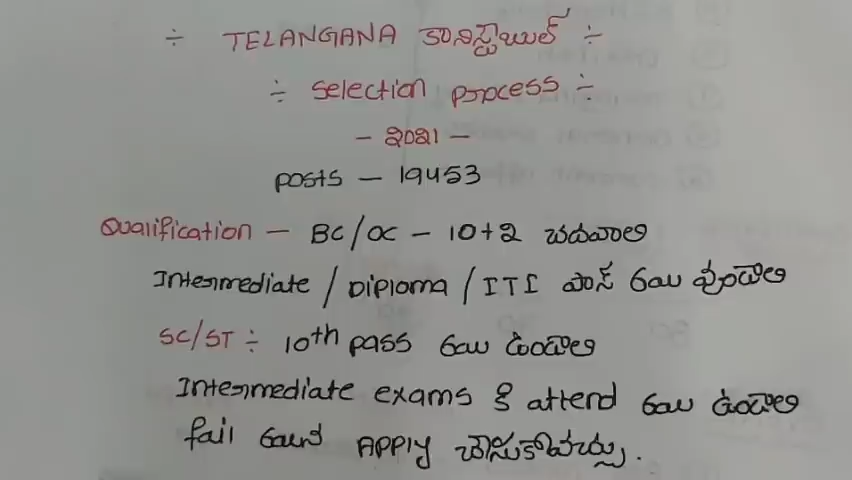 ÷ TELANGANA కానిస్టేబుల్ ÷
÷ Selection process ÷
- 2021 -
posts - 19453
Qualification - BC/OC - 10+2 చదవాలి
Intermediate / Diploma / ITI పాస్ అయి వుండాలి
SC/ST ÷ 10th pass అయి ఉండాలి
Intermediate exams కి attend అయి ఉండాలి
fail అయిన APPLY చేసుకోవచ్చు.